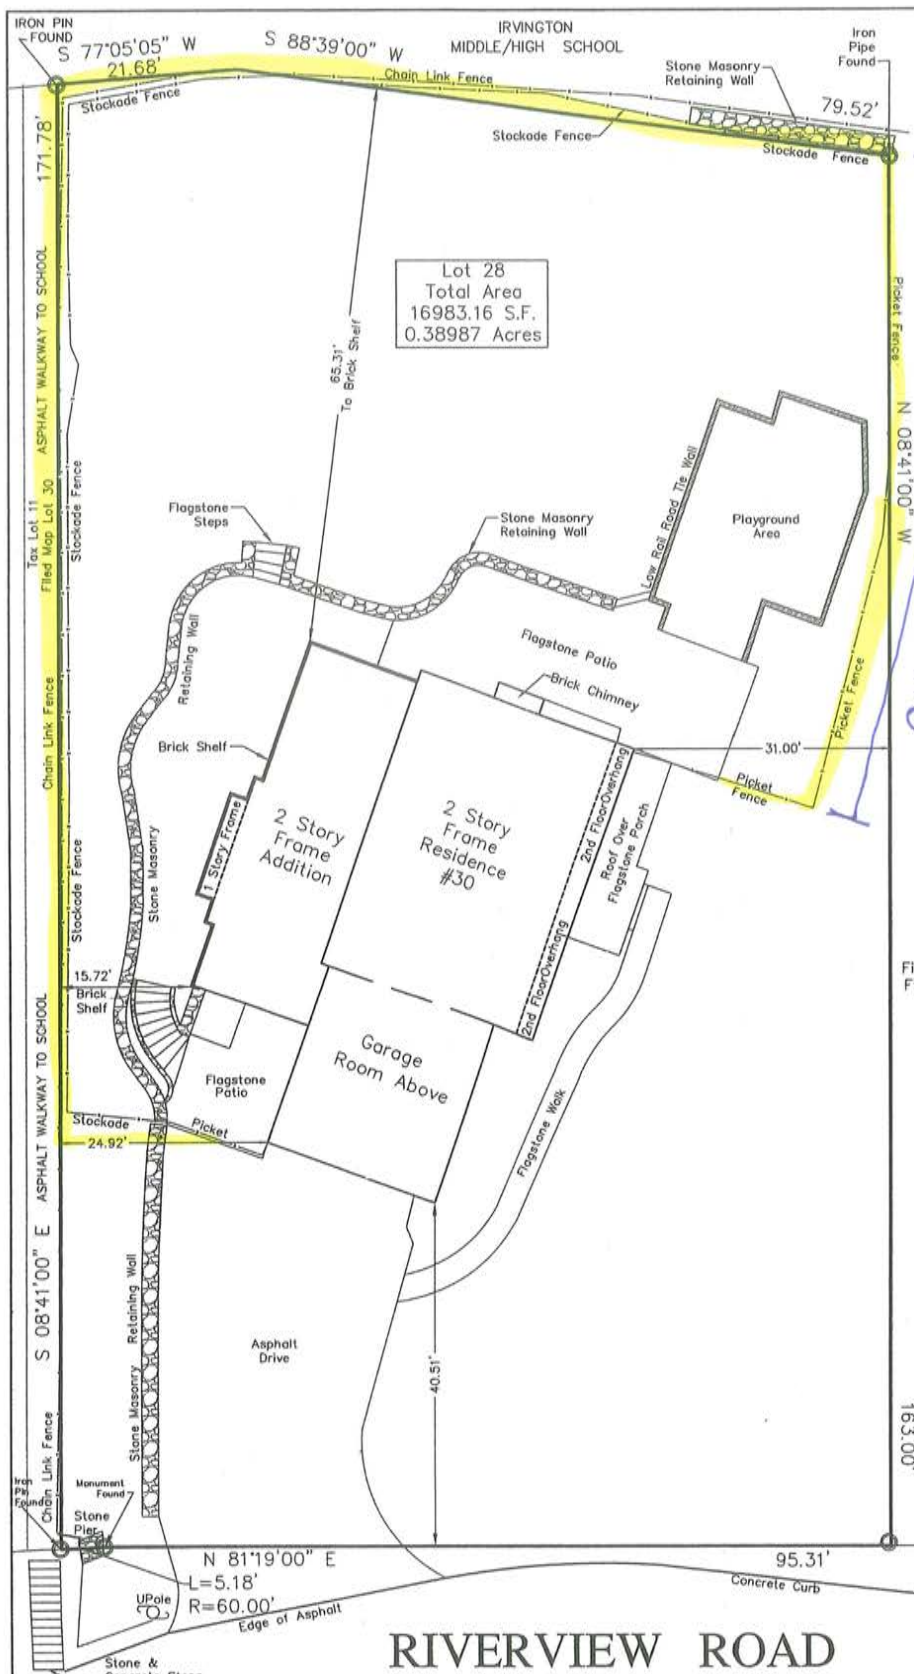 IRON PIN
FOUND
S 77°05'05" W
21.68'
S 88°39'00" W
IRVINGTON
MIDDLE/HIGH SCHOOL
Iron
Pipe
Found
Chain Link Fence
Stone Masonry
Retaining Wall
79.52'
Stockade Fence
Stockade Fence
Stockade Fence
171.78'
ASPHALT WALKWAY TO SCHOOL
Tax Lot 11
Filed Map Lot 30
Stockade Fence
Lot 28
Total Area
16983.16 S.F.
0.38987 Acres
65.31'
To Brick Shelf
Picket Fence
N 08°41'00" W
Flagstone
Steps
Stone Masonry
Retaining Wall
Low Rail Road Tie Wall
Playground
Area
Retaining Wall
Flagstone Patio
Brick Chimney
Picket Fence
Chain Link Fence
Brick Shelf
31.00'
Picket
Fence
1 Story Frame
2 Story
Frame
Addition
2 Story
Frame
Residence
#30
2nd FloorOverhang
Roof Over
Flagstone Porch
Stockade Fence
Stone Masonry
2nd FloorOverhang
15.72'
Brick
Shelf
ASPHALT WALKWAY TO SCHOOL
Garage
Room Above
Flagstone
Patio
Flagstone Walk
Stockade
Picket
24.92'
S 08°41'00" E
Stone Masonry Retaining Wall
Asphalt
Drive
40.51'
163.00'
Chain Link Fence
Iron
Pin
Found
Monument
Found
Stone
Pier
N 81°19'00" E
95.31'
L=5.18'
R=60.00'
UPole
Edge of Asphalt
Concrete Curb
RIVERVIEW ROAD
Stone &